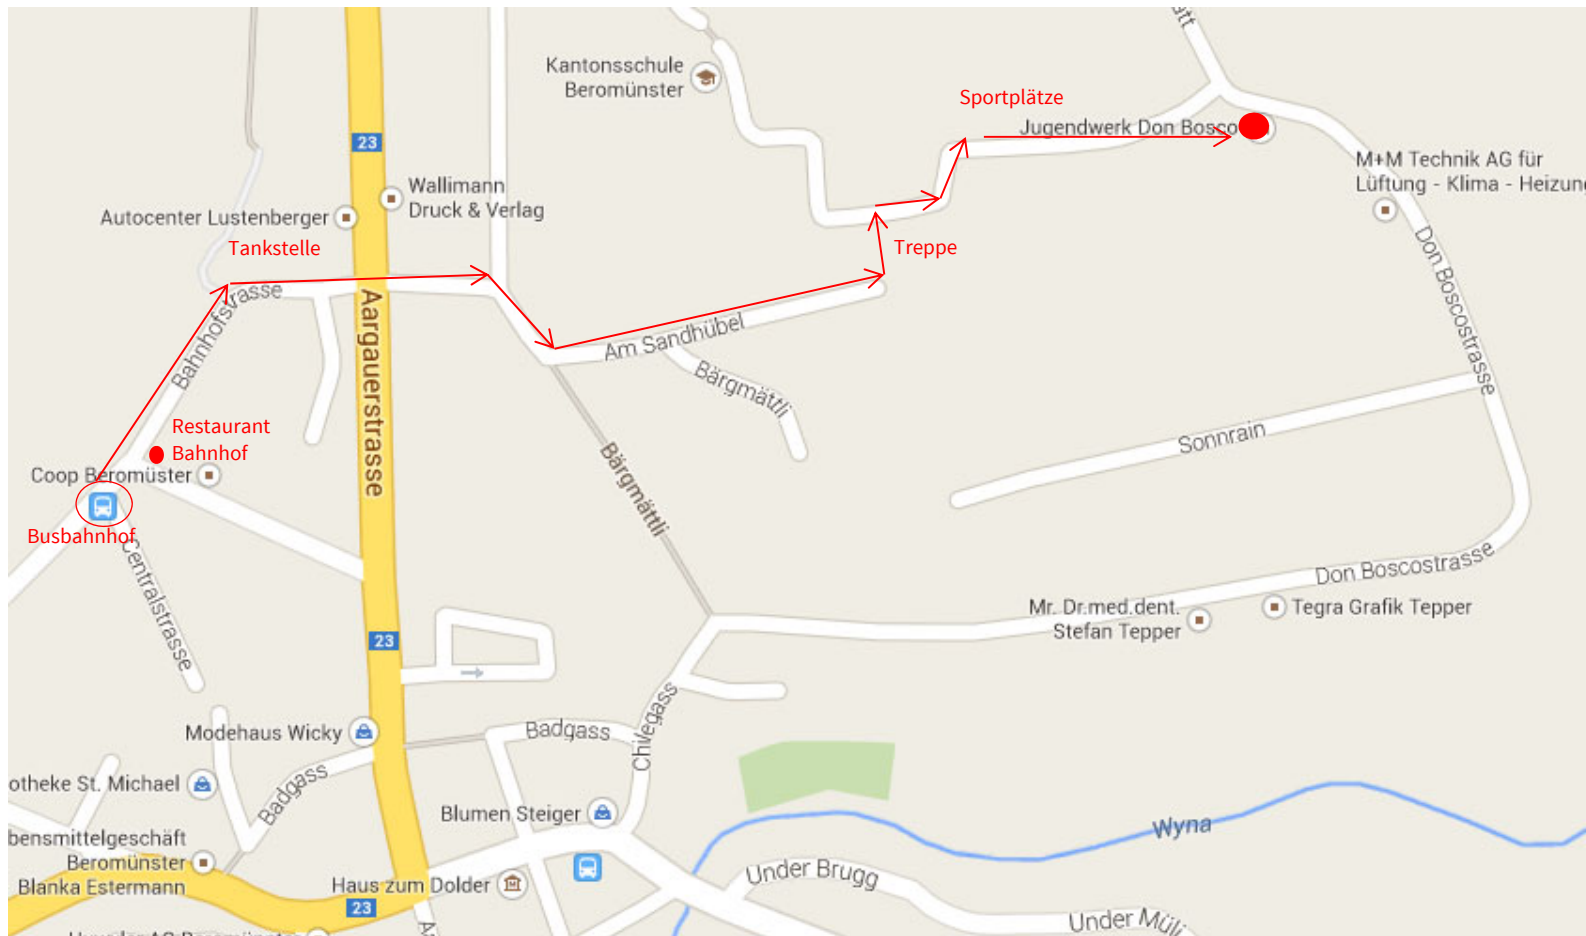 att
Kantonsschule
Beromünster
Sportplätze
Jugendwerk Don Bosco
23
M+M Technik AG für
Lüftung - Klima - Heizung
Wallimann
Druck & Verlag
Autocenter Lustenberger
Tankstelle
Treppe
Don Boscostrasse
Bahnhofstrasse
Aargauerstrasse
Am Sandhübel
Bärgmättli
Restaurant
Bahnhof
Coop Beromüster
Sonnrain
Bärgmättli
Busbahnhof
Centralstrasse
Don Boscostrasse
Mr. Dr.med.dent.
Stefan Tepper
Tegra Grafik Tepper
23
Modehaus Wicky
Badgass
Chilegass
otheke St. Michael
Badgass
Blumen Steiger
Wyna
bensmittelgeschäft
Beromünster
Blanka Estermann
Haus zum Dolder
Under Brugg
23
Under Müli